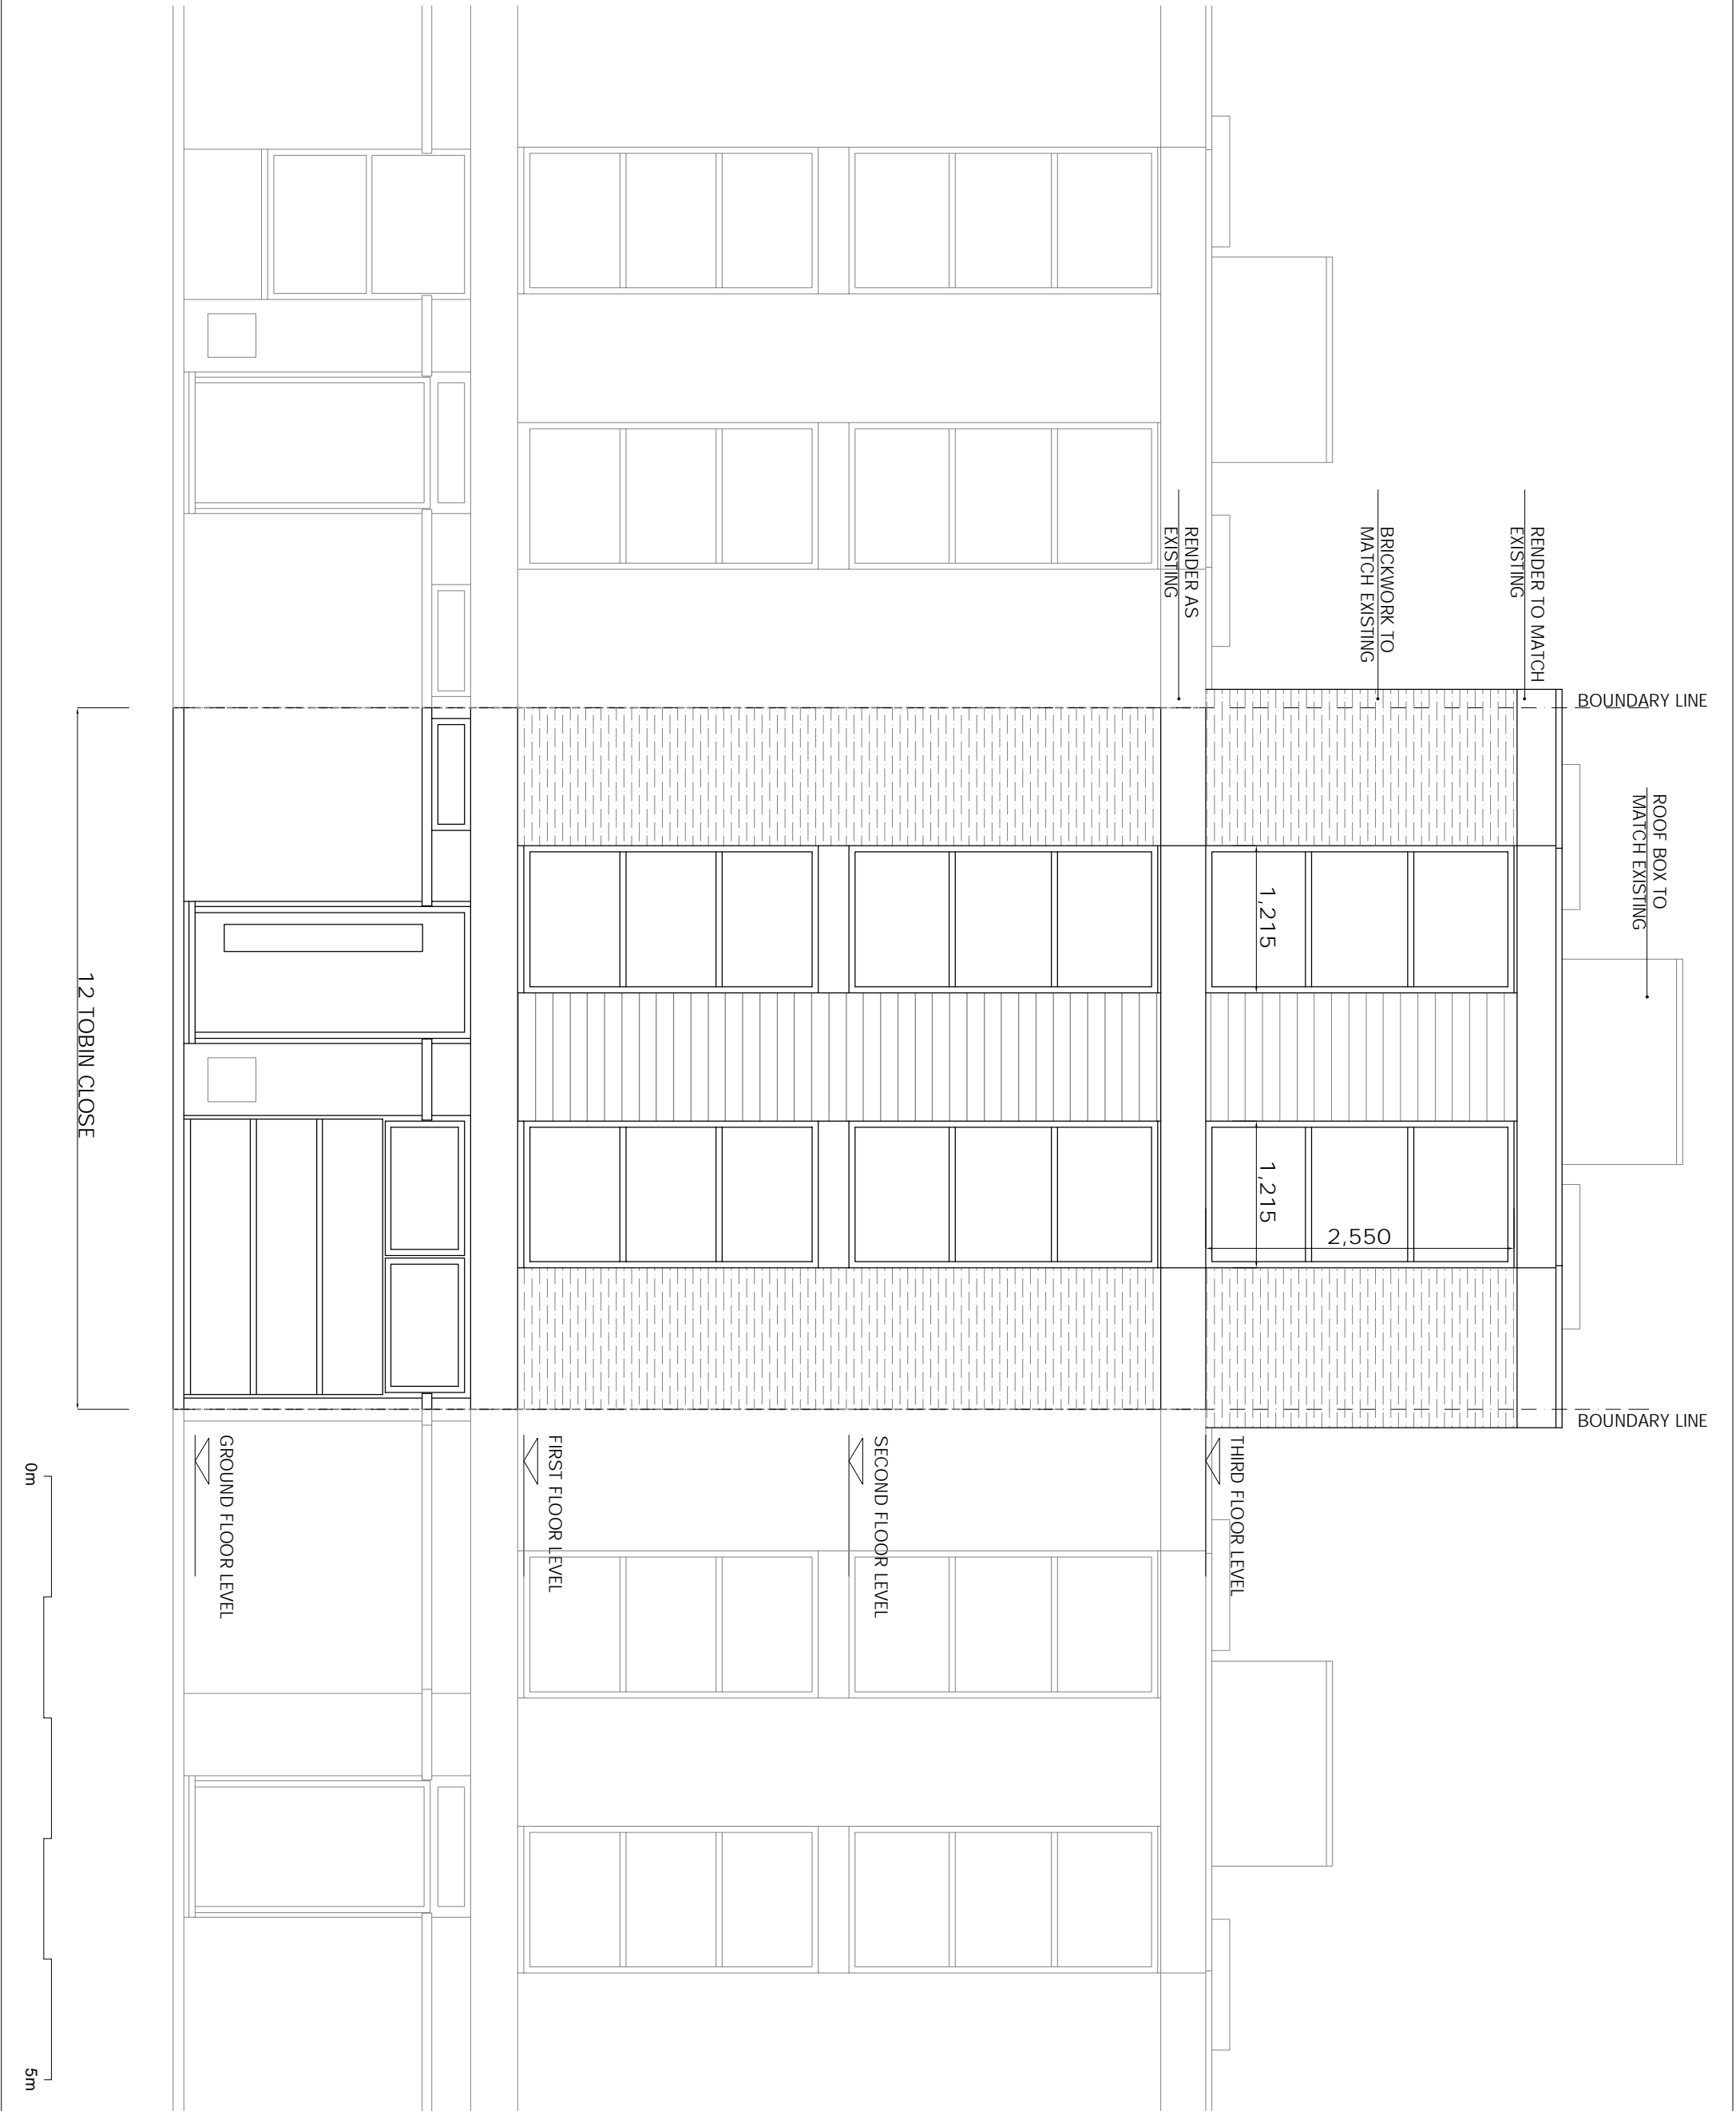 RENDER TO MATCH
EXISTING
BRICKWORK TO
MATCH EXISTING
RENDER AS
EXISTING
BOUNDARY LINE
ROOF BOX TO
MATCH EXISTING
1,215
1,215
2,550
12 TOBIN CLOSE
BOUNDARY LINE
THIRD FLOOR LEVEL
SECOND FLOOR LEVEL
FIRST FLOOR LEVEL
GROUND FLOOR LEVEL
0m
5m